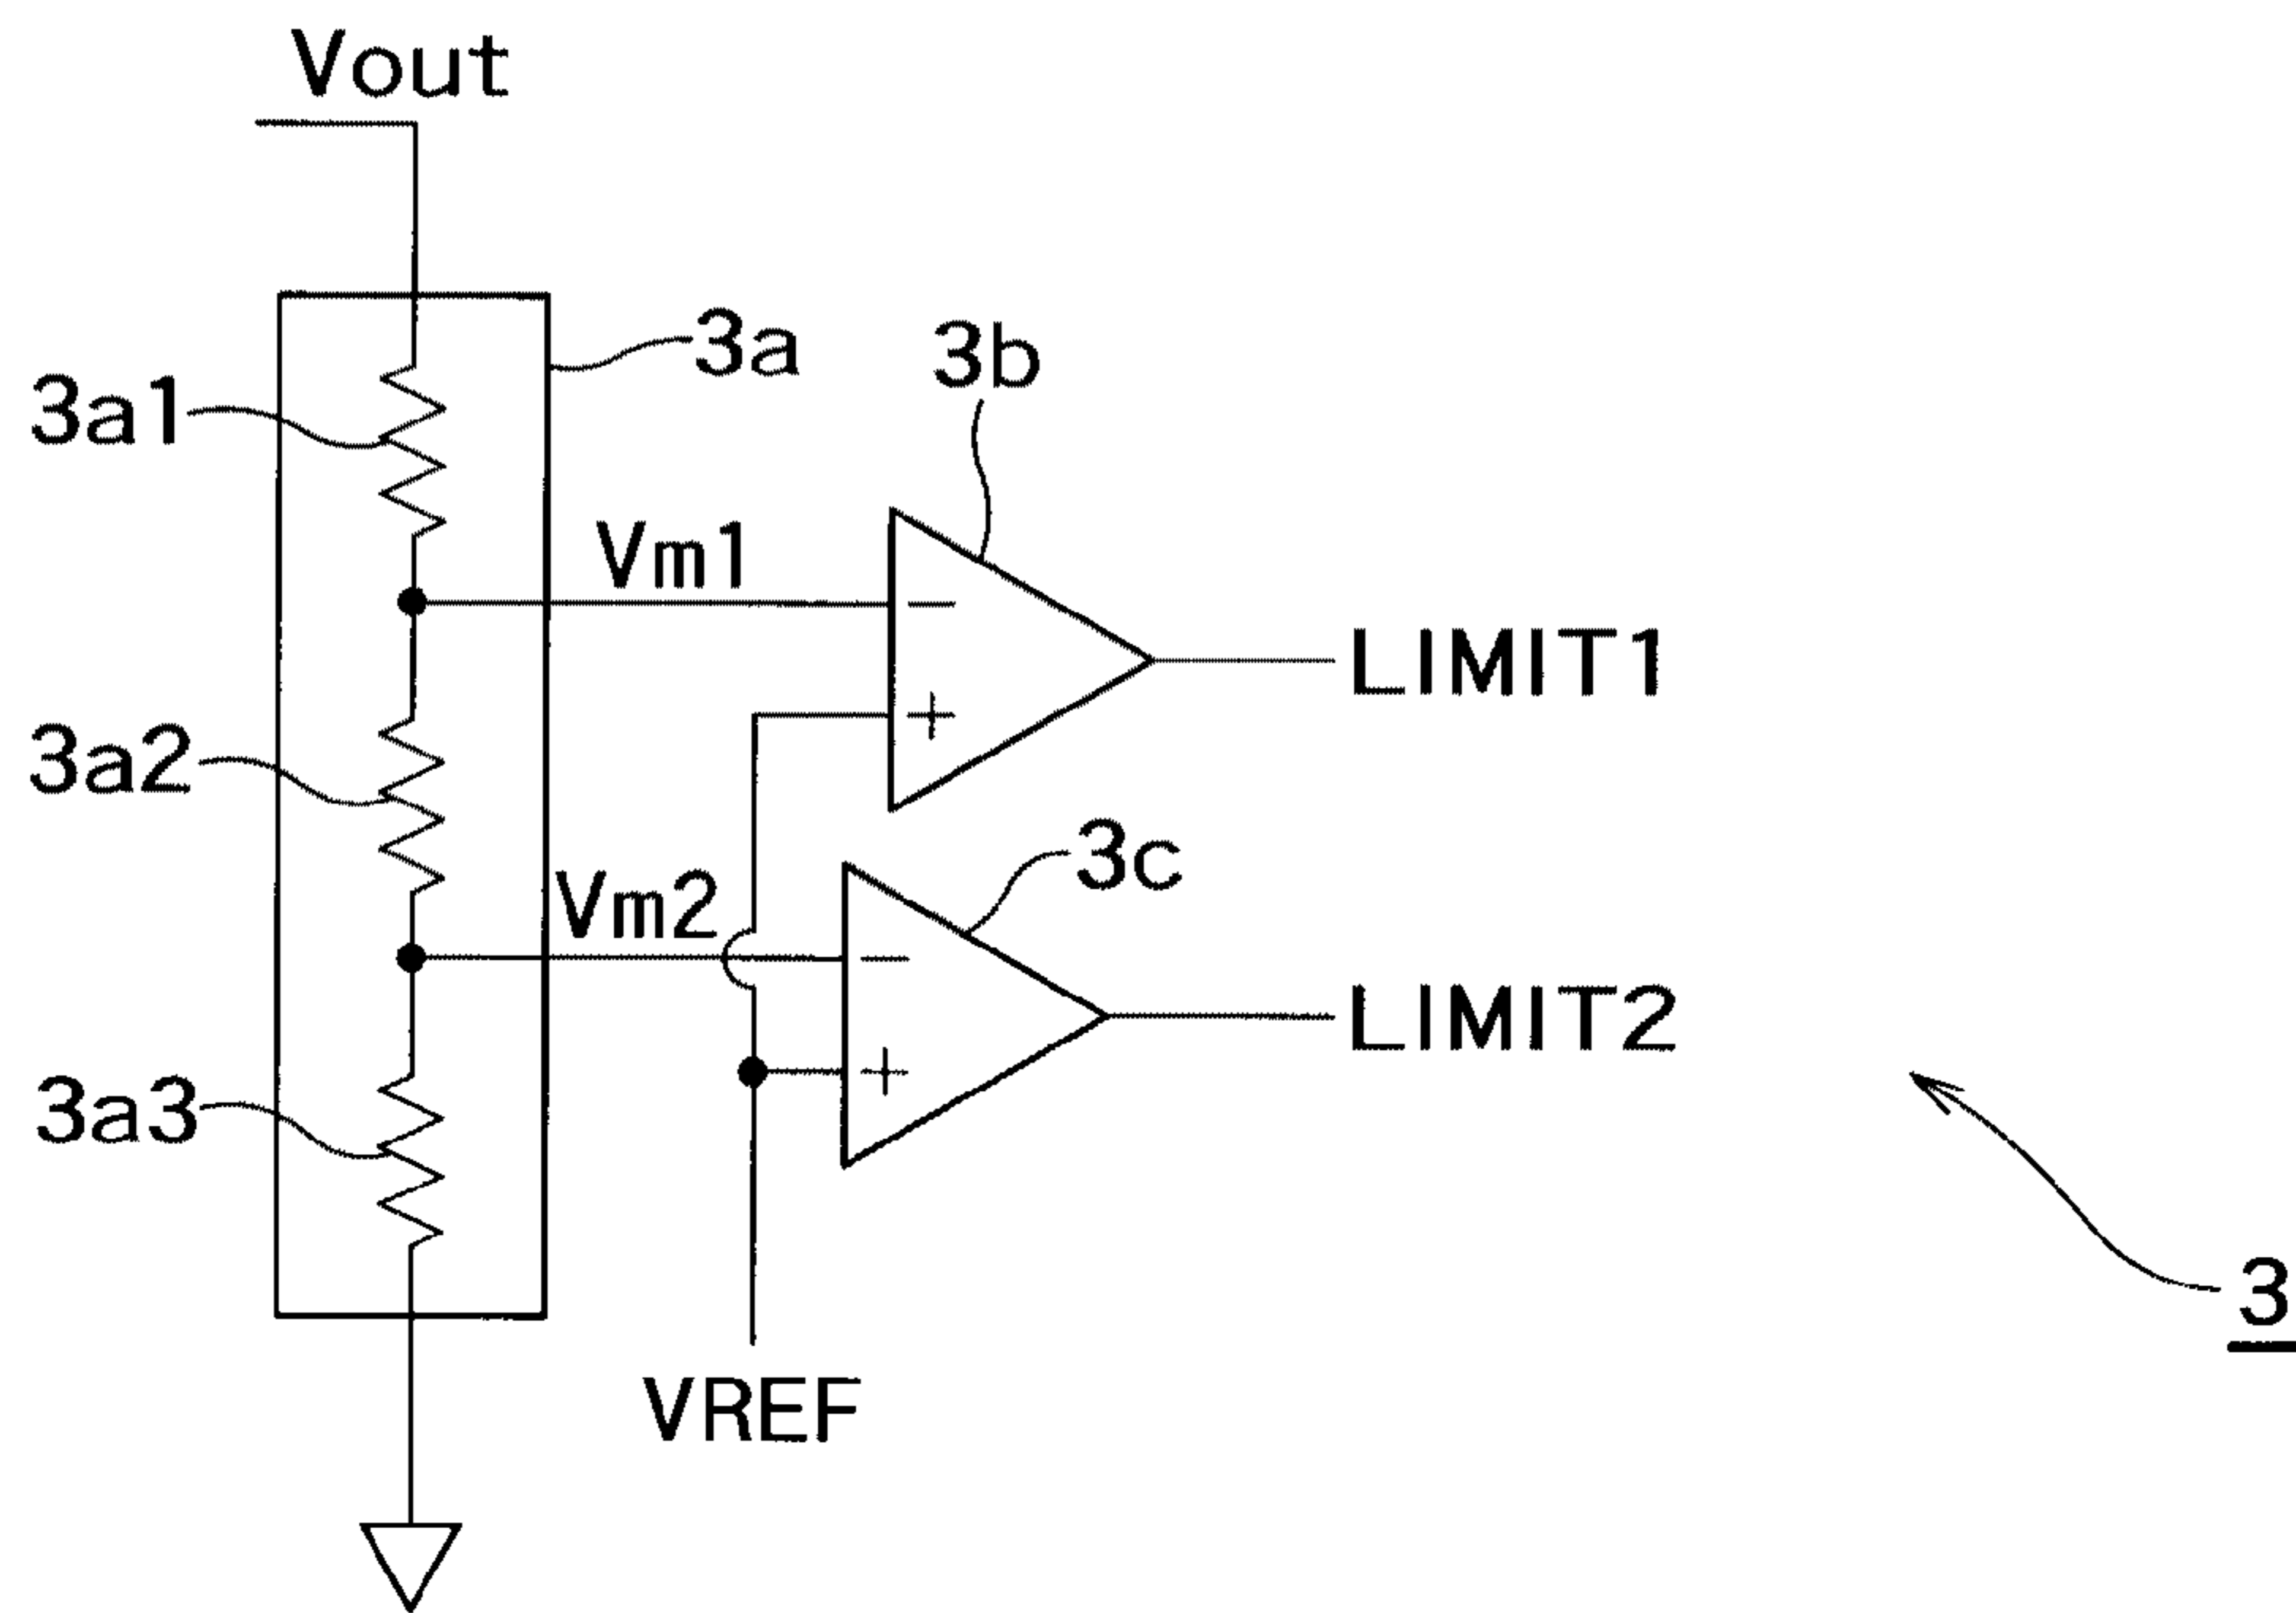 Vout
3a
3b
3a1
Vm1
LIMIT1
3a2
3c
Vm2
LIMIT2
3a3
3
VREF